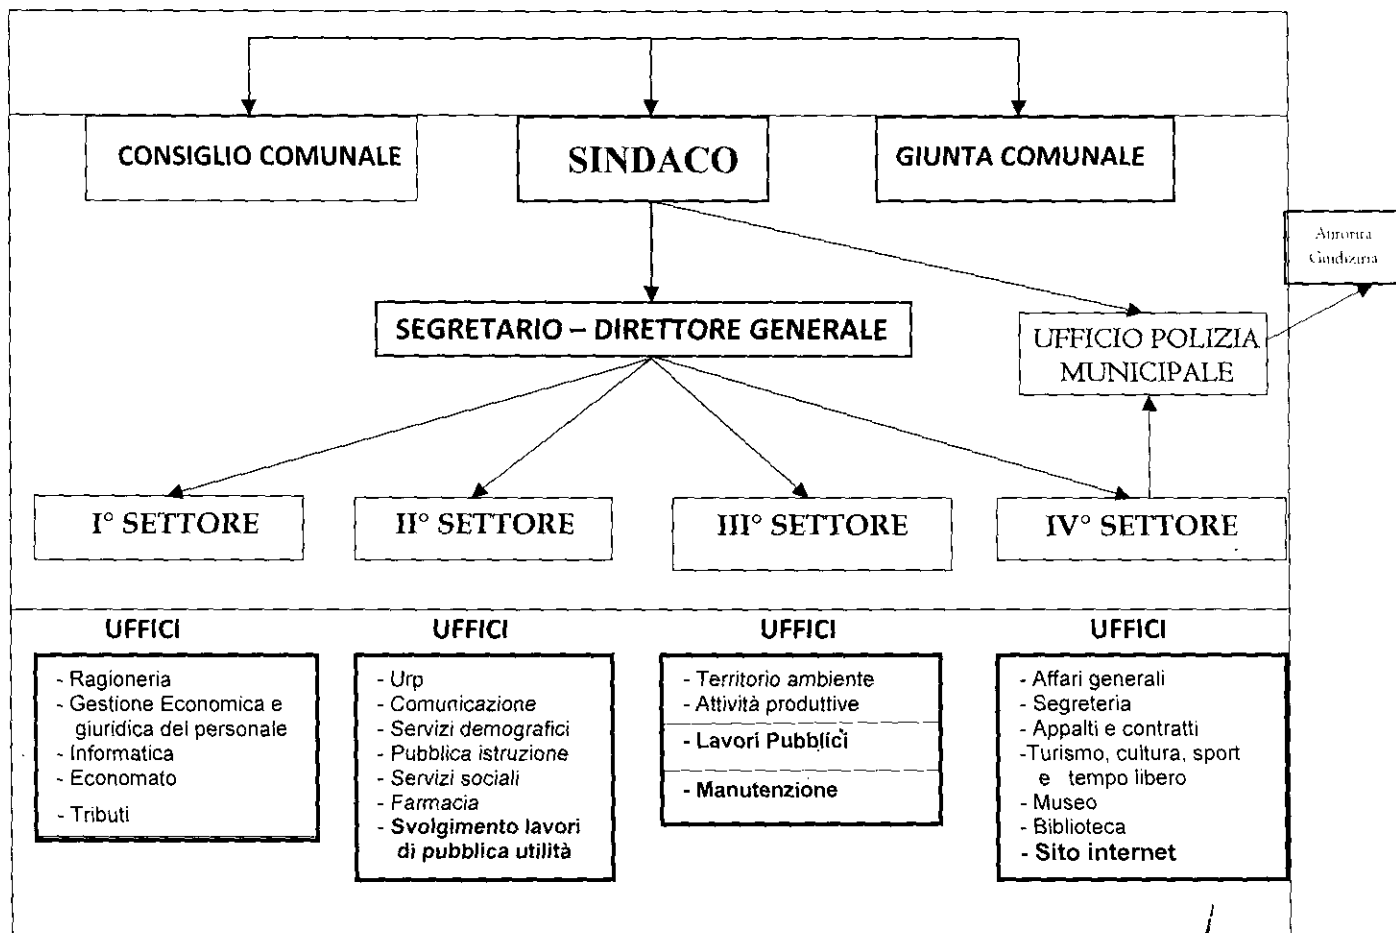 CONSIGLIO COMUNALE
SINDACO
GIUNTA COMUNALE
Autorita
Giudiziria
SEGRETARIO – DIRETTORE GENERALE
UFFICIO POLIZIA
MUNICIPALE
I° SETTORE
II° SETTORE
III° SETTORE
IV° SETTORE
UFFICI
- Ragioneria
- Gestione Economica e
giuridica del personale
- Informatica
- Economato
- Tributi
UFFICI
- Urp
- Comunicazione
- Servizi demografici
- Pubblica istruzione
- Servizi sociali
- Farmacia
- Svolgimento lavori
di pubblica utilità
UFFICI
- Territorio ambiente
- Attività produttive
- Lavori Pubblici
- Manutenzione
UFFICI
- Affari generali
- Segreteria
- Appalti e contratti
-Turismo, cultura, sport
e tempo libero
- Museo
- Biblioteca
- Sito internet